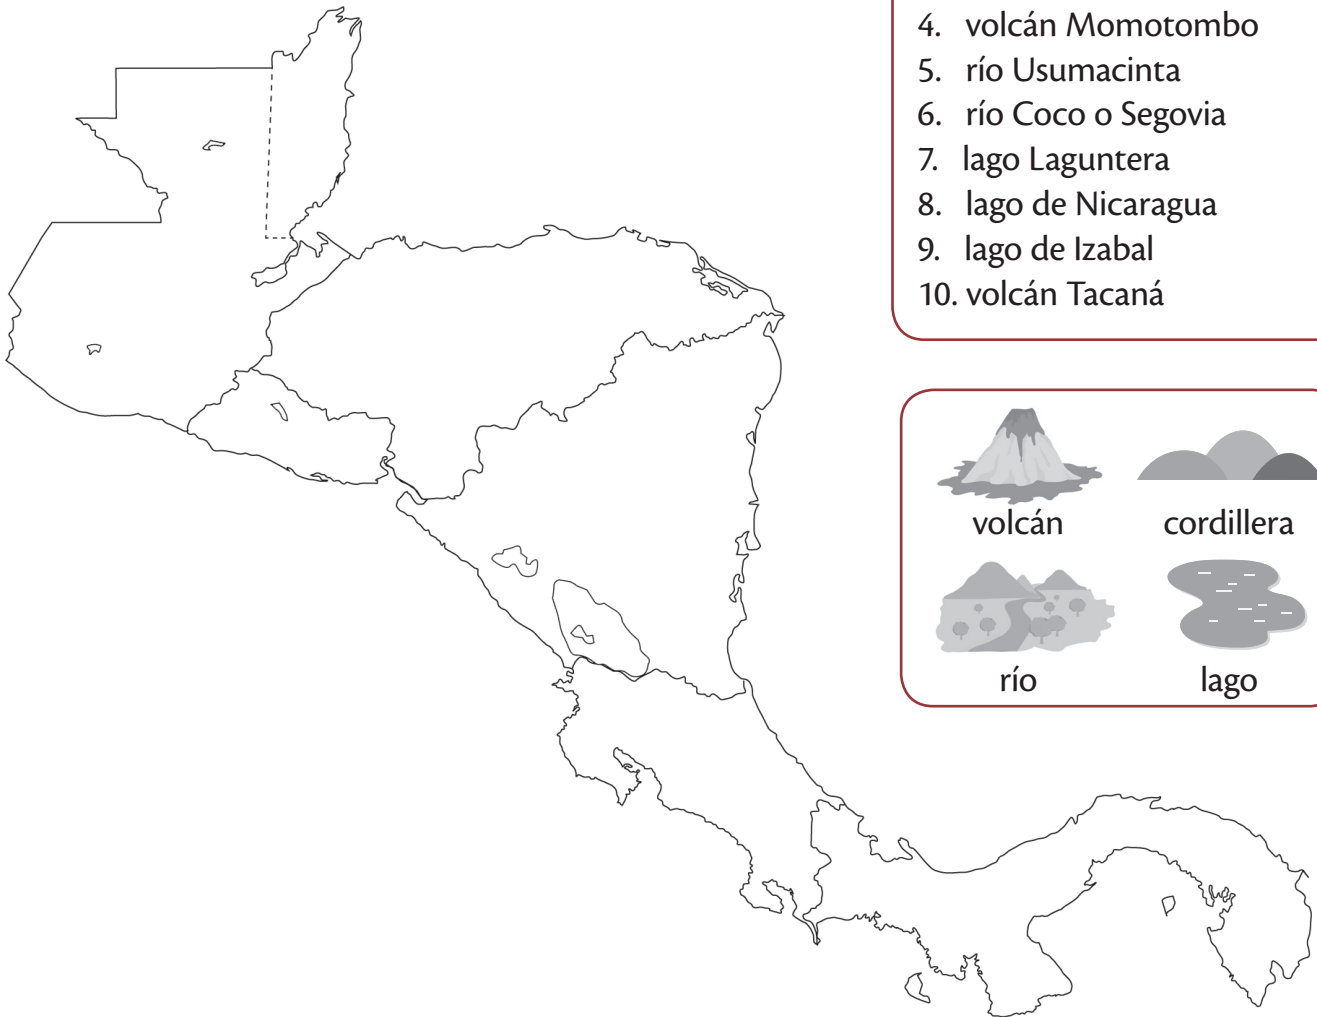 4. volcán Momotombo
5. río Usumacinta
6. río Coco o Segovia
7. lago Laguntera
8. lago de Nicaragua
9. lago de Izabal
10. volcán Tacaná
volcán cordillera
río lago